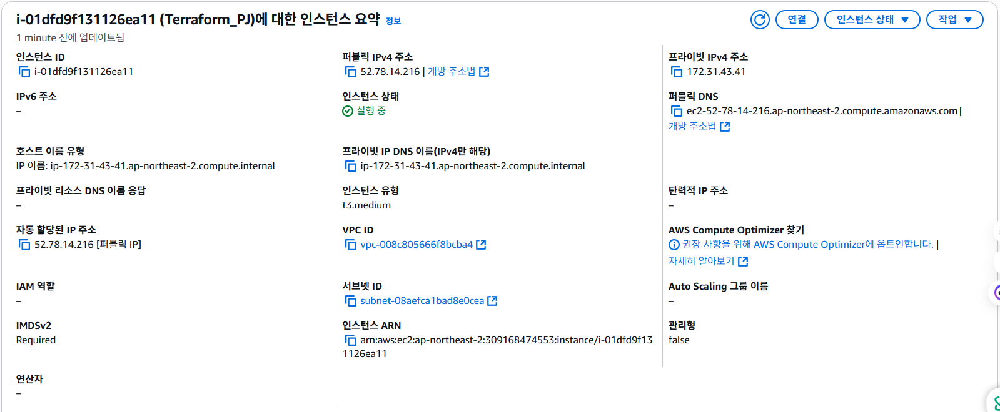 i-01dfd9f131126ea11 (Terraform_PJ)에 대한 인스턴스 요약 정보
연결
인스턴스 상태
작업
1 minute 전에 업데이트됨
인스턴스 ID
i-01dfd9f131126ea11
퍼블릭 IPv4 주소
52.78.14.216 | 개방 주소법
프라이빗 IPv4 주소
172.31.43.41
IPv6 주소
–
인스턴스 상태
실행 중
퍼블릭 DNS
ec2-52-78-14-216.ap-northeast-2.compute.amazonaws.com |
개방 주소법
호스트 이름 유형
IP 이름: ip-172-31-43-41.ap-northeast-2.compute.internal
프라이빗 IP DNS 이름(IPv4만 해당)
ip-172-31-43-41.ap-northeast-2.compute.internal
프라이빗 리소스 DNS 이름 응답
–
인스턴스 유형
t3.medium
탄력적 IP 주소
–
자동 할당된 IP 주소
52.78.14.216 [퍼블릭 IP]
VPC ID
vpc-008c805666f8bcba4
AWS Compute Optimizer 찾기
권장 사항을 위해 AWS Compute Optimizer에 옵트인합니다. |
자세히 알아보기
IAM 역할
–
서브넷 ID
subnet-08aefca1bad8e0cea
Auto Scaling 그룹 이름
–
IMDSv2
Required
인스턴스 ARN
arn:aws:ec2:ap-northeast-2:309168474553:instance/i-01dfd9f13
1126ea11
관리형
false
연산자
–